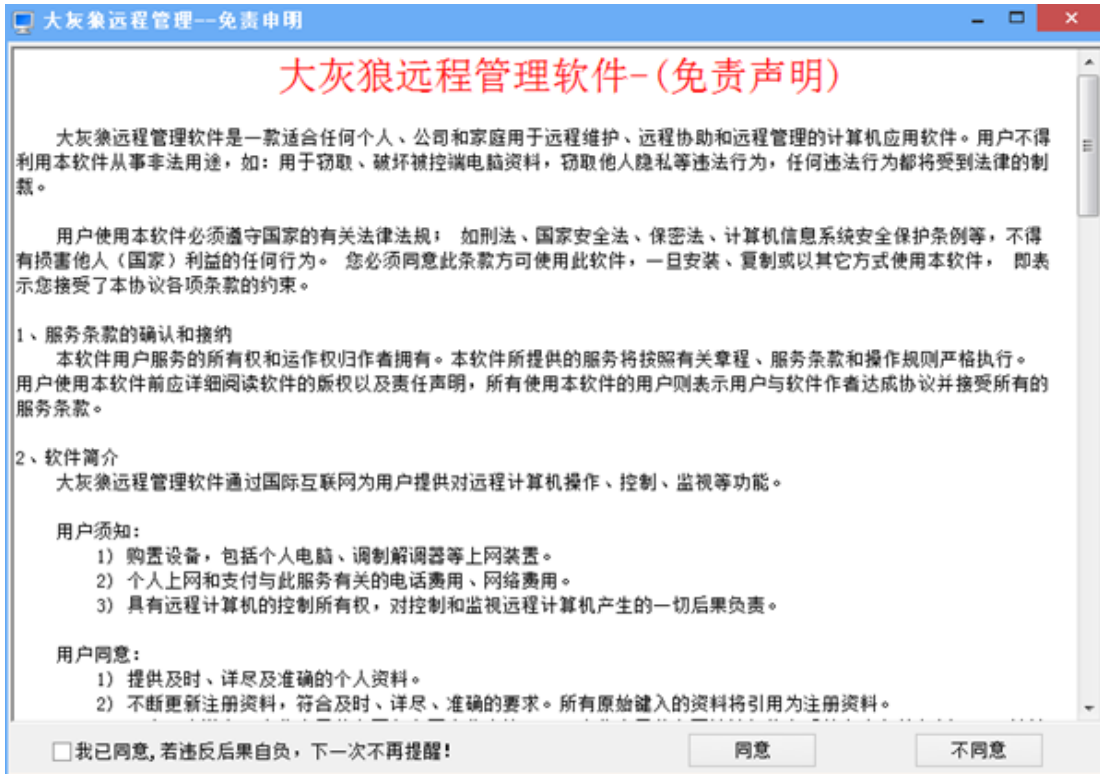 大灰狼远程管理--免责申明
大灰狼远程管理软件-(免责声明)
大灰狼远程管理软件是一款适合任何个人、公司和家庭用于远程维护、远程协助和远程管理的计算机应用软件。用户不得
利用本软件从事非法用途，如：用于窃取、破坏被控端电脑资料，窃取他人隐私等违法行为，任何违法行为都将受到法律的制
裁。
用户使用本软件必须遵守国家的有关法律法规； 如刑法、国家安全法、保密法、计算机信息系统安全保护条例等，不得
有损害他人（国家）利益的任何行为。 您必须同意此条款方可使用此软件，一旦安装、复制或以其它方式使用本软件， 即表
示您接受了本协议各项条款的约束。
1、服务条款的确认和接纳
本软件用户服务的所有权和运作权归作者拥有。本软件所提供的服务将按照有关章程、服务条款和操作规则严格执行。
用户使用本软件前应详细阅读软件的版权以及责任声明，所有使用本软件的用户则表示用户与软件作者达成协议并接受所有的
服务条款。
2、软件简介
大灰狼远程管理软件通过国际互联网为用户提供对远程计算机操作、控制、监视等功能。
用户须知：
1) 购置设备，包括个人电脑、调制解调器等上网装置。
2) 个人上网和支付与此服务有关的电话费用、网络费用。
3) 具有远程计算机的控制所有权，对控制和监视远程计算机产生的一切后果负责。
用户同意：
1) 提供及时、详尽及准确的个人资料。
2) 不断更新注册资料，符合及时、详尽、准确的要求。所有原始键入的资料将引用为注册资料。
我已同意,若违反后果自负，下一次不再提醒!
同意
不同意